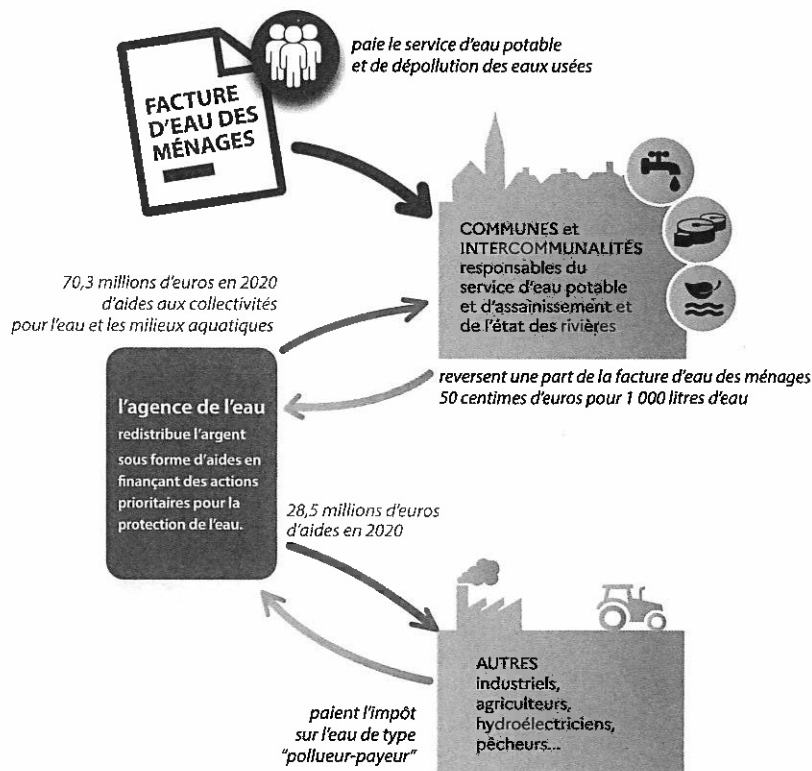 FACTURE
D'EAU DES
MÉNAGES
paie le service d'eau potable
et de dépollution des eaux usées
COMMUNES et
INTERCOMMUNALITÉS
responsables du
service d'eau potable
et d'assainissement et
de l'état des rivières
70,3 millions d'euros en 2020
d'aides aux collectivités
pour l'eau et les milieux aquatiques
reversent une part de la facture d'eau des ménages
50 centimes d'euros pour 1 000 litres d'eau
l'agence de l'eau
redistribue l'argent
sous forme d'aides en
finançant des actions
prioritaires pour la
protection de l'eau.
28,5 millions d'euros
d'aides en 2020
AUTRES
industriels,
agriculteurs,
hydroélectriciens,
pêcheurs...
paient l'impôt
sur l'eau de type
"pollueur-payeur"